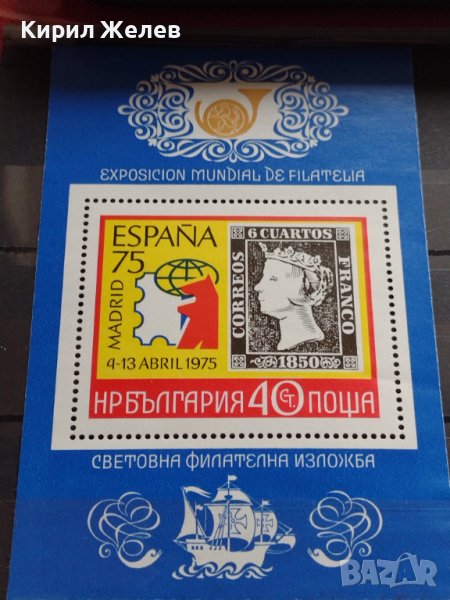 Кирил Желев
EXPOSICION MUNDIAL DE FILATELIA
ESPAÑA
75
MADRID
4-13 ABRIL 1975
6 CUARTOS
CORREOS
FRANCO
1850
НР БЪЛГАРИЯ 40 СТ. ПОЩА
СВЕТОВНА ФИЛАТЕЛНА ИЗЛОЖБА
BAZAR